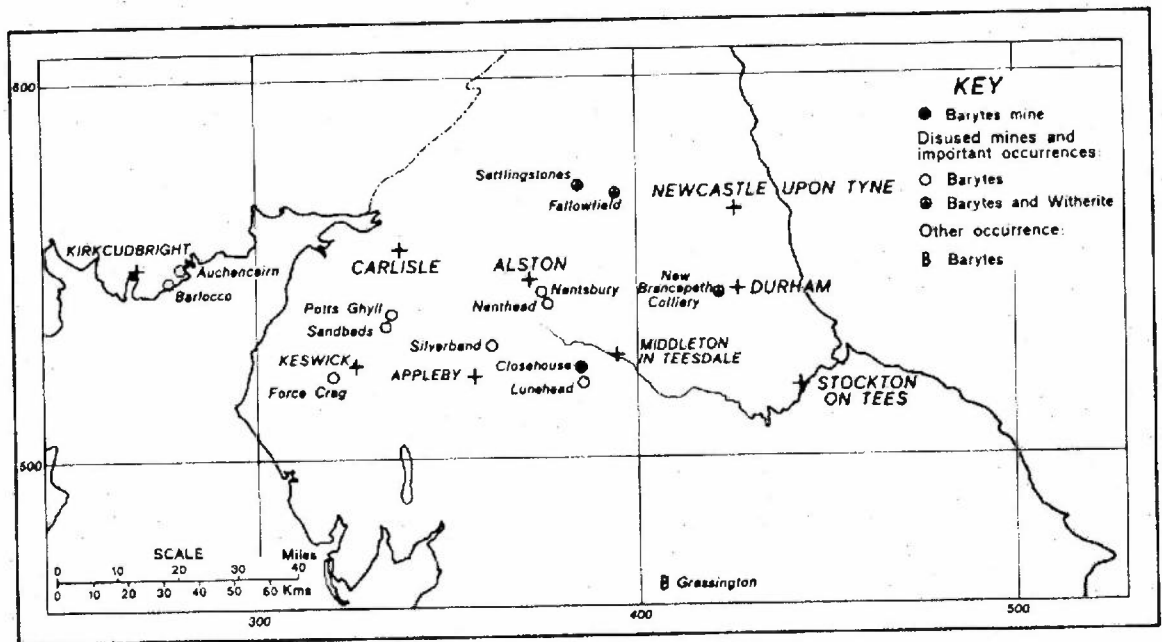 600
KEY
Barytes mine
Disused mines and
important occurrences:
Barytes
Barytes and Witherite
Other occurrence:
B Barytes
Settlingstones
Fallowfield
NEWCASTLE UPON TYNE
KIRKCUDBRIGHT
Auchencairn
Barlocco
CARLISLE
ALSTON
Nentsbury
Nenthead
New
Brancepeth
Colliery
DURHAM
Potts Ghyll
Sandbeds
Silverband
MIDDLETON
IN TEESDALE
KESWICK
Force Crag
APPLEBY
Closehouse
Lunehead
STOCKTON
ON TEES
500
SCALE Miles
0 10 20 30 40
0 10 20 30 40 50 60 Kms
B Grassington
300
400
500